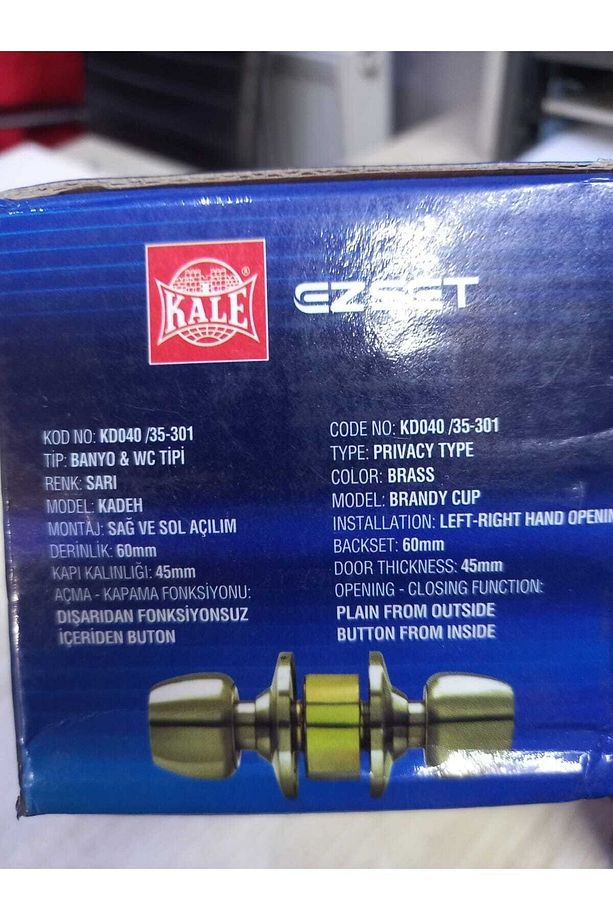 KALE
EZSET
KOD NO: KD040 /35-301
TİP: BANYO & WC TİPİ
RENK: SARI
MODEL: KADEH
MONTAJ: SAĞ VE SOL AÇILIM
DERİNLİK: 60mm
KAPI KALINLIĞI: 45mm
AÇMA - KAPAMA FONKSİYONU:
DIŞARIDAN FONKSİYONSUZ
İÇERİDEN BUTON
CODE NO: KD040 /35-301
TYPE: PRIVACY TYPE
COLOR: BRASS
MODEL: BRANDY CUP
INSTALLATION: LEFT-RIGHT HAND OPENIN
BACKSET: 60mm
DOOR THICKNESS: 45mm
OPENING - CLOSING FUNCTION:
PLAIN FROM OUTSIDE
BUTTON FROM INSIDE